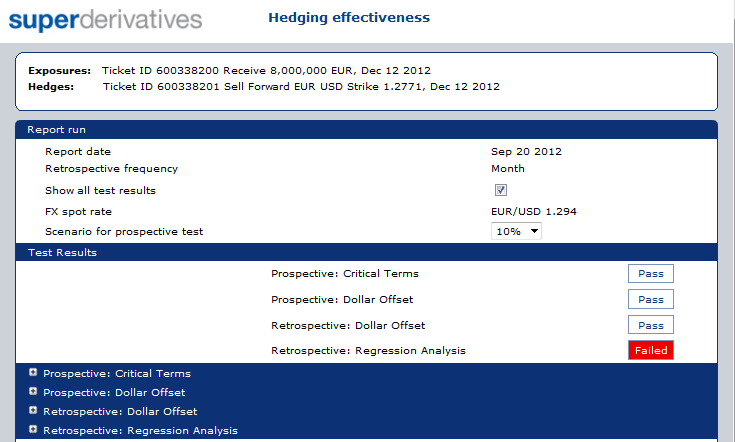 superderivatives
Hedging effectiveness
Exposures: Ticket ID 600338200 Receive 8,000,000 EUR, Dec 12 2012
Hedges: Ticket ID 600338201 Sell Forward EUR USD Strike 1.2771, Dec 12 2012
Report run
Report date Sep 20 2012
Retrospective frequency Month
Show all test results
FX spot rate EUR/USD 1.294
Scenario for prospective test 10%
Test Results
Prospective: Critical Terms Pass
Prospective: Dollar Offset Pass
Retrospective: Dollar Offset Pass
Retrospective: Regression Analysis Failed
Prospective: Critical Terms
Prospective: Dollar Offset
Retrospective: Dollar Offset
Retrospective: Regression Analysis